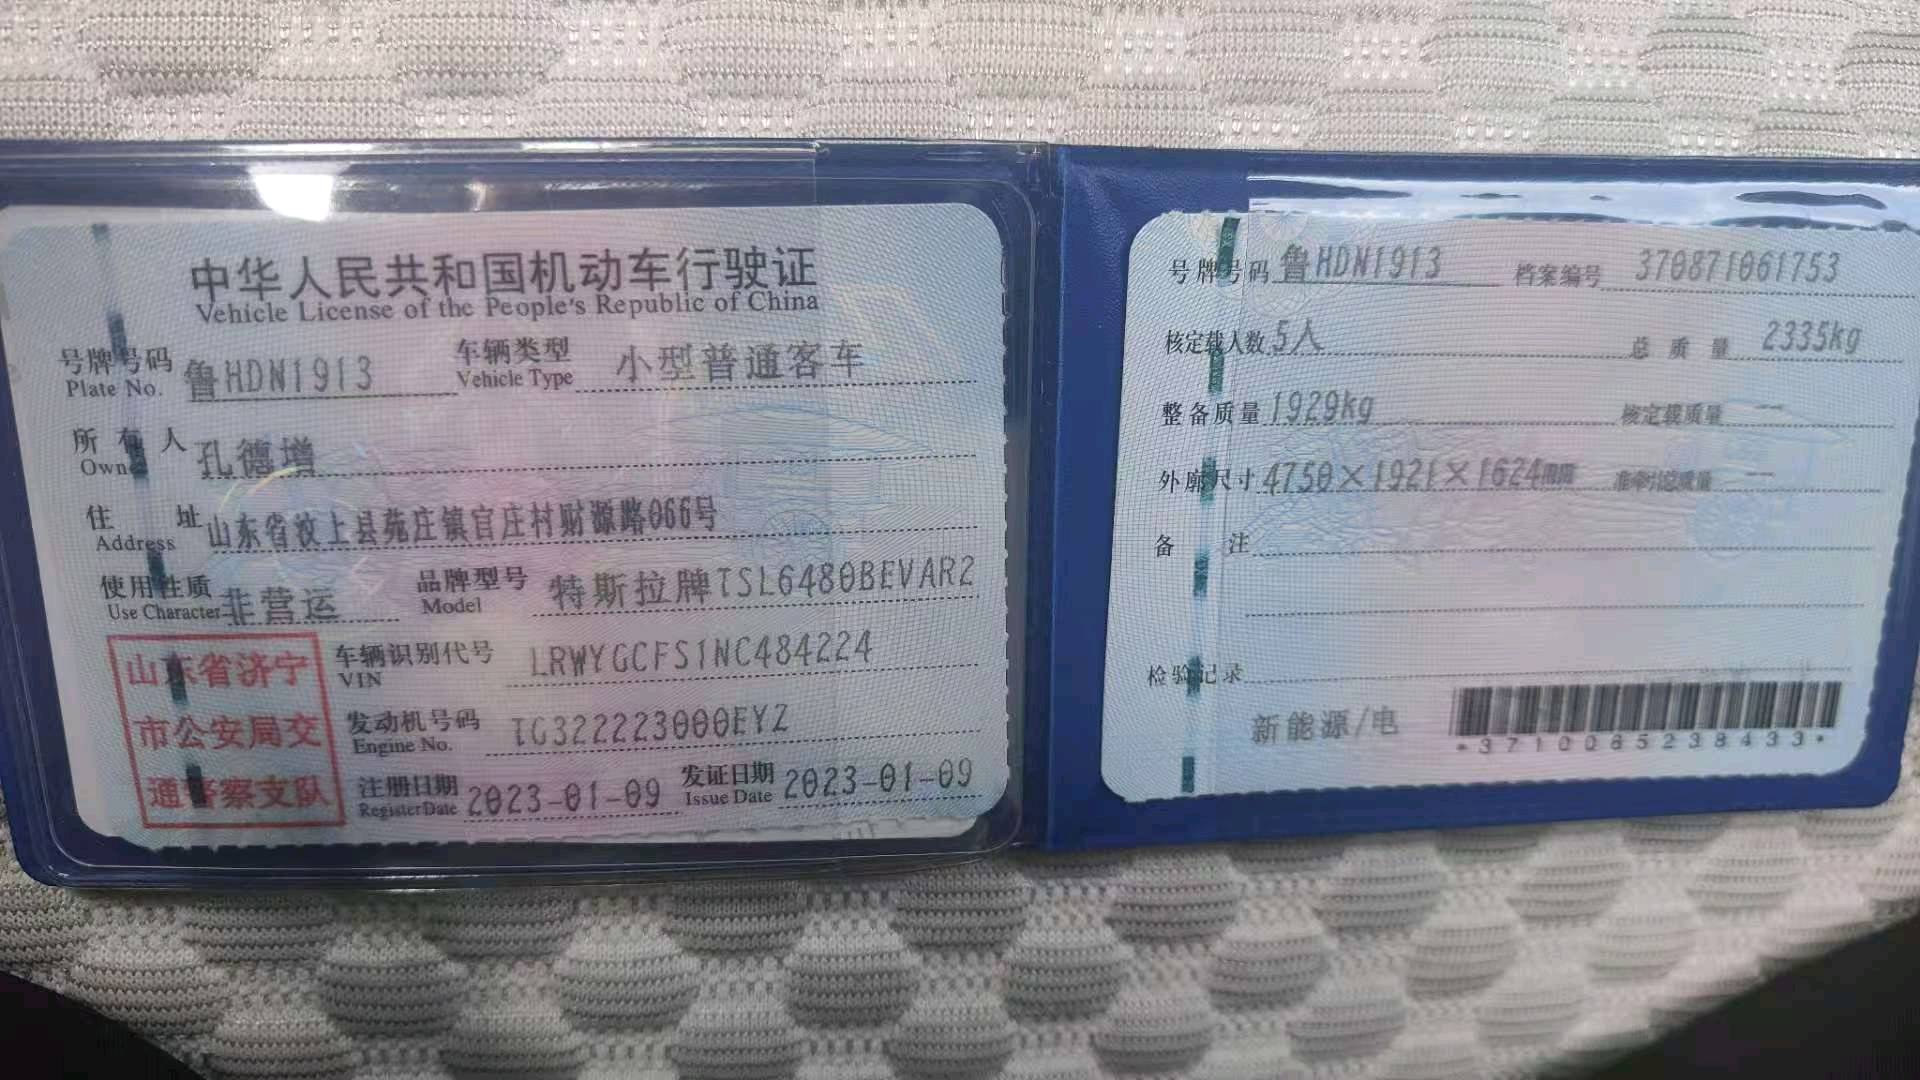 中华人民共和国机动车行驶证
Vehicle License of the People's Republic of China
号牌号码 鲁HDN1913 车辆类型 小型普通客车
Plate No. Vehicle Type
所有人 孔德增
Owner
住址 山东省汶上县苑庄镇官庄村财源路066号
Address
使用性质 非营运 品牌型号 特斯拉牌TSL6480BEVAR2
Use Character Model
车辆识别代号 LRWYGCFS1NC484224
VIN
发动机号码 TG322223000EYZ
Engine No.
注册日期 2023-01-09 发证日期 2023-01-09
Register Date Issue Date
山东省济宁
市公安局交
通警察支队
号牌号码 鲁HDN1913 档案编号 370871061753
核定载人数 5人 总质量 2335kg
整备质量 1929kg 核定载质量 --
外廓尺寸 4750×1921×1624mm 准牵引总质量 --
备注
检验记录
新能源/电
*3710065238433*